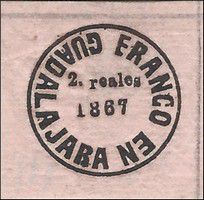 FRANCO EN GUADALAJARA
2. reales
1867